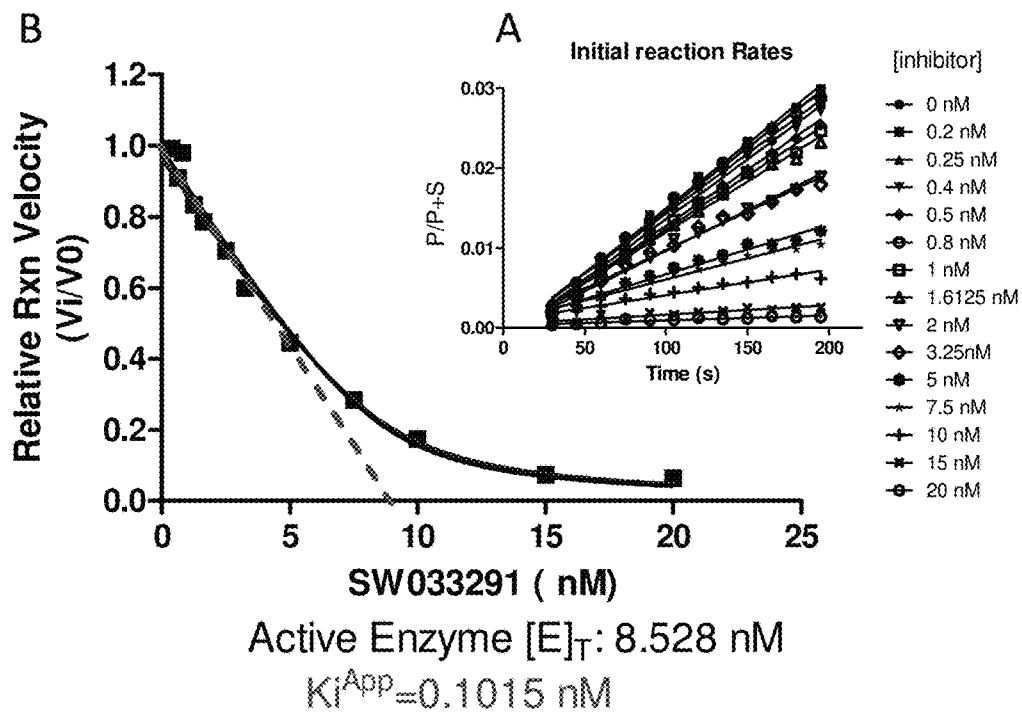 B
A
Initial reaction Rates
[inhibitor]
0 nM
0.2 nM
0.25 nM
0.4 nM
0.5 nM
0.8 nM
1 nM
1.6125 nM
2 nM
3.25nM
5 nM
7.5 nM
10 nM
15 nM
20 nM
P/P+S
0.03
0.02
0.01
0.00
0 50 100 150 200
Time (s)
Relative Rxn Velocity
(Vi/V0)
1.2
1.0
0.8
0.6
0.4
0.2
0.0
0 5 10 15 20 25
SW033291 ( nM)
Active Enzyme [E]T: 8.528 nM
KiApp=0.1015 nM